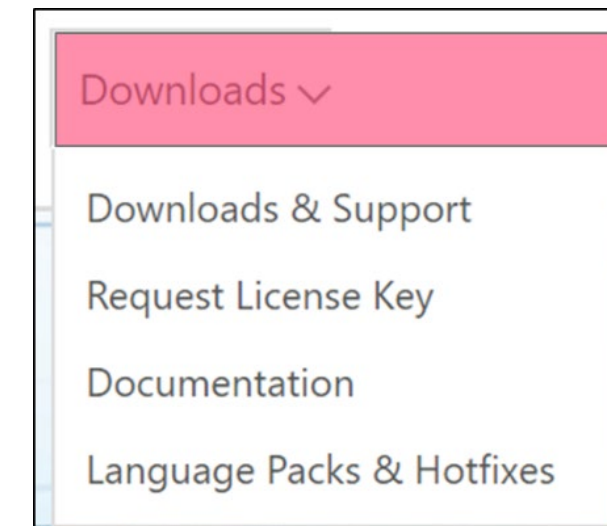 Downloads
Downloads & Support
Request License Key
Documentation
Language Packs & Hotfixes